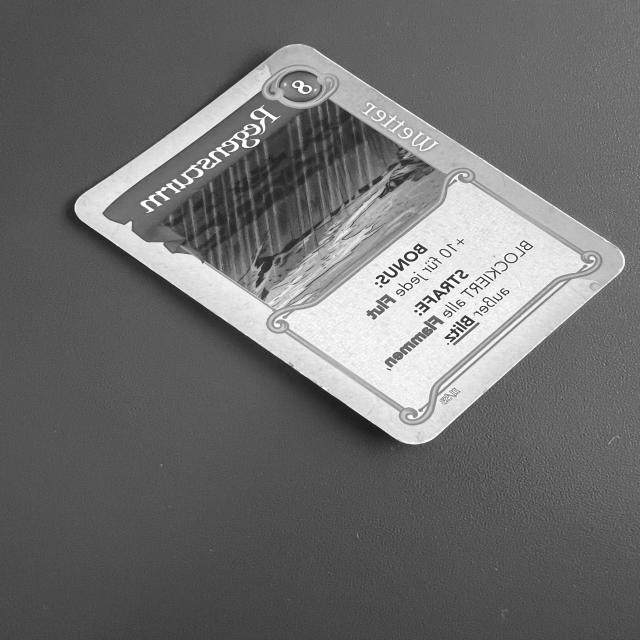 8
Regensturm
Wetter
BONUS:
+10 für jede Flut
STRAFE:
BLOCKIERT alle Flammen,
außer Blitz.